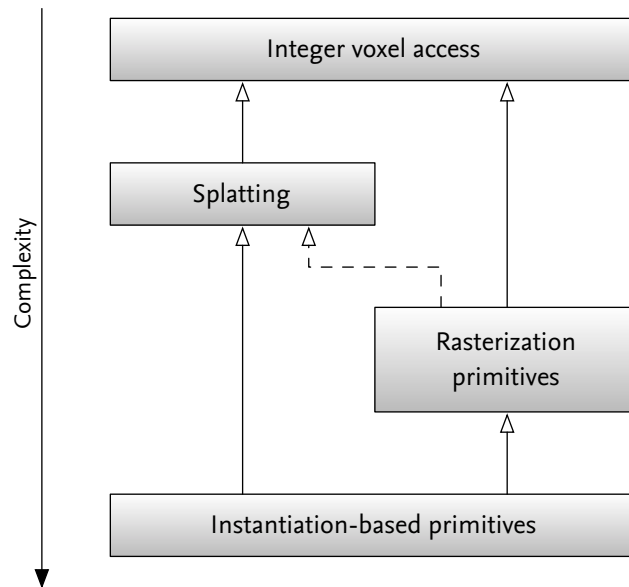 Integer voxel access
Splatting
Complexity
Rasterization
primitives
Instantiation-based primitives